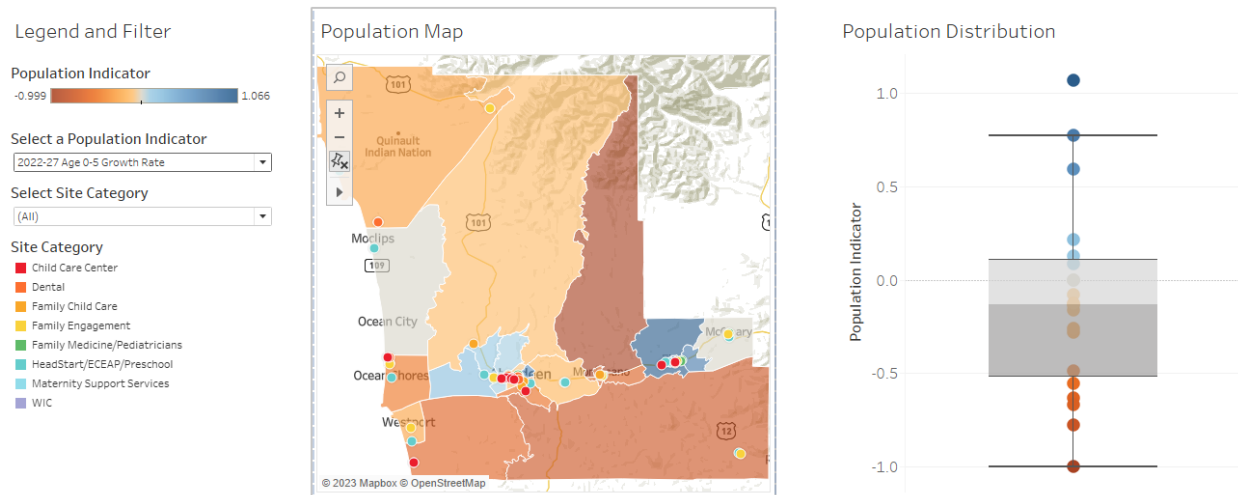 Legend and Filter
Population Indicator
-0.999
1.066
Select a Population Indicator
2022-27 Age 0-5 Growth Rate
Select Site Category
(All)
Site Category
Child Care Center
Dental
Family Child Care
Family Engagement
Family Medicine/Pediatricians
HeadStart/ECEAP/Preschool
Maternity Support Services
WIC
Population Map
101
Quinault
Indian Nation
101
Moclips
109
Ocean City
Westport
12
© 2023 Mapbox © OpenStreetMap
Population Distribution
Population Indicator
1.0
0.5
0.0
-0.5
-1.0